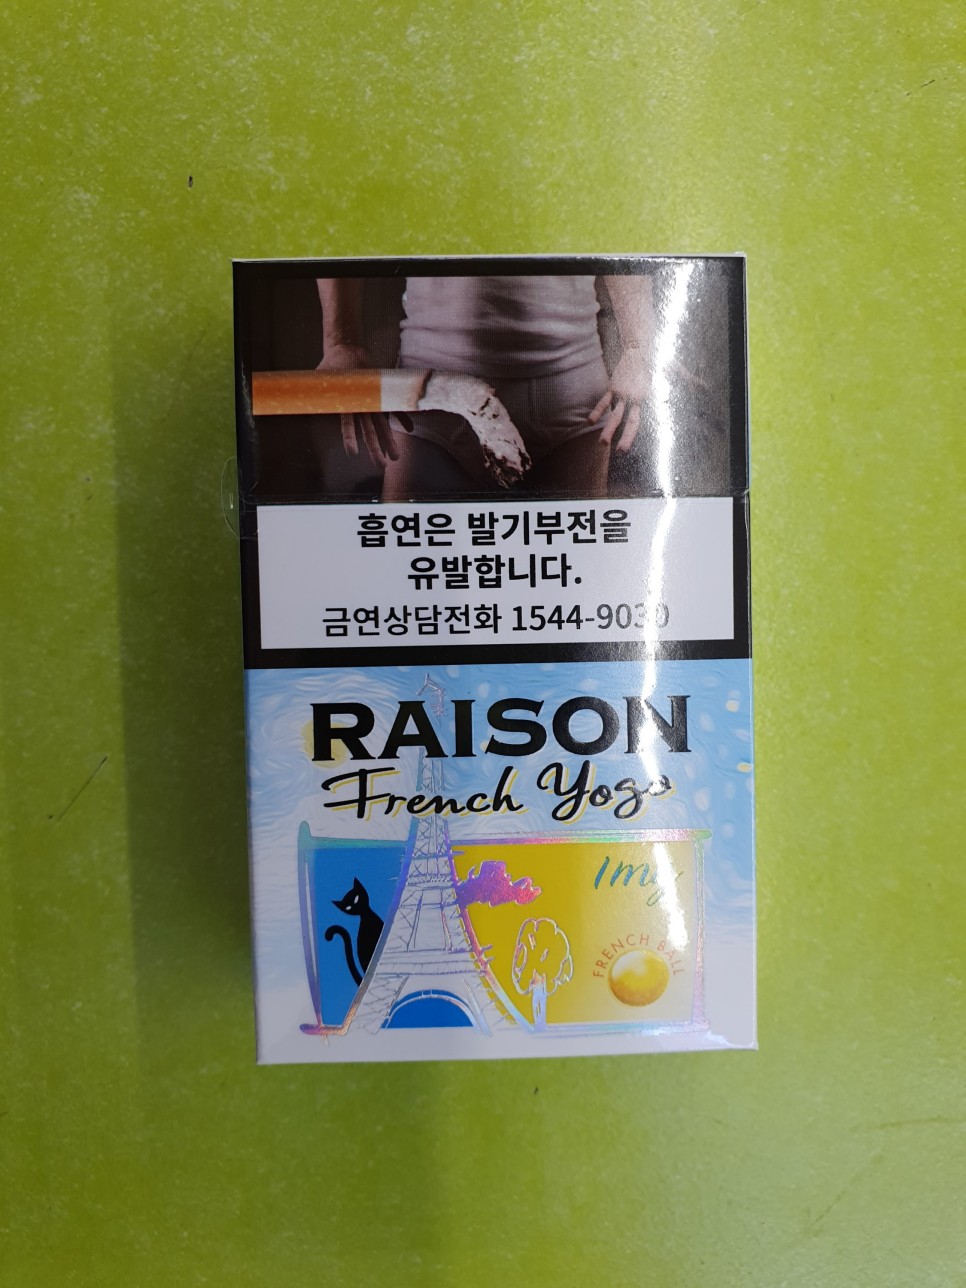 흡연은 발기부전을
유발합니다.
금연상담전화 1544-9030
RAISON
French Yogo
1mg
FRENCH BALL